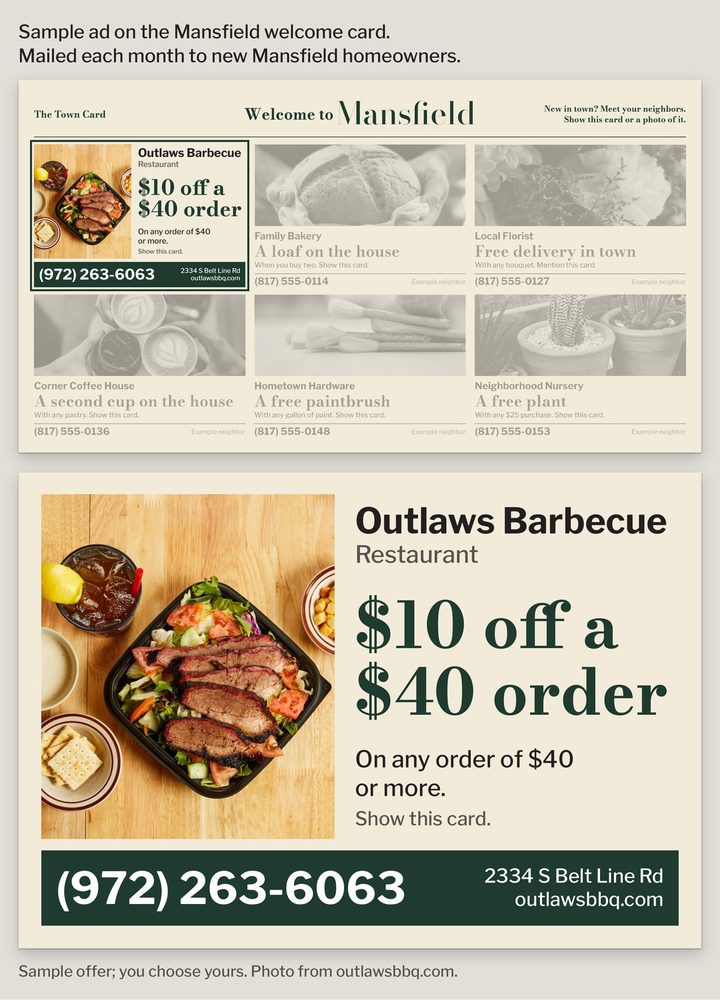 Sample ad on the Mansfield welcome card.
Mailed each month to new Mansfield homeowners.
The Town Card
Welcome to Mansfield
New in town? Meet your neighbors.
Show this card or a photo of it.
Outlaws Barbecue
Restaurant
$10 off a
$40 order
On any order of $40
or more.
Show this card.
(972) 263-6063
2334 S Belt Line Rd
outlawsbbq.com
Family Bakery
A loaf on the house
When you buy two. Show this card.
(817) 555-0114
Example neighbor
Local Florist
Free delivery in town
With any bouquet. Mention this card.
(817) 555-0127
Example neighbor
Corner Coffee House
A second cup on the house
With any pastry. Show this card.
(817) 555-0136
Example neighbor
Hometown Hardware
A free paintbrush
With any gallon of paint. Show this card.
(817) 555-0148
Example neighbor
Neighborhood Nursery
A free plant
With any $25 purchase. Show this card.
(817) 555-0153
Example neighbor
Outlaws Barbecue
Restaurant
$10 off a
$40 order
On any order of $40
or more.
Show this card.
(972) 263-6063
2334 S Belt Line Rd
outlawsbbq.com
Sample offer; you choose yours. Photo from outlawsbbq.com.